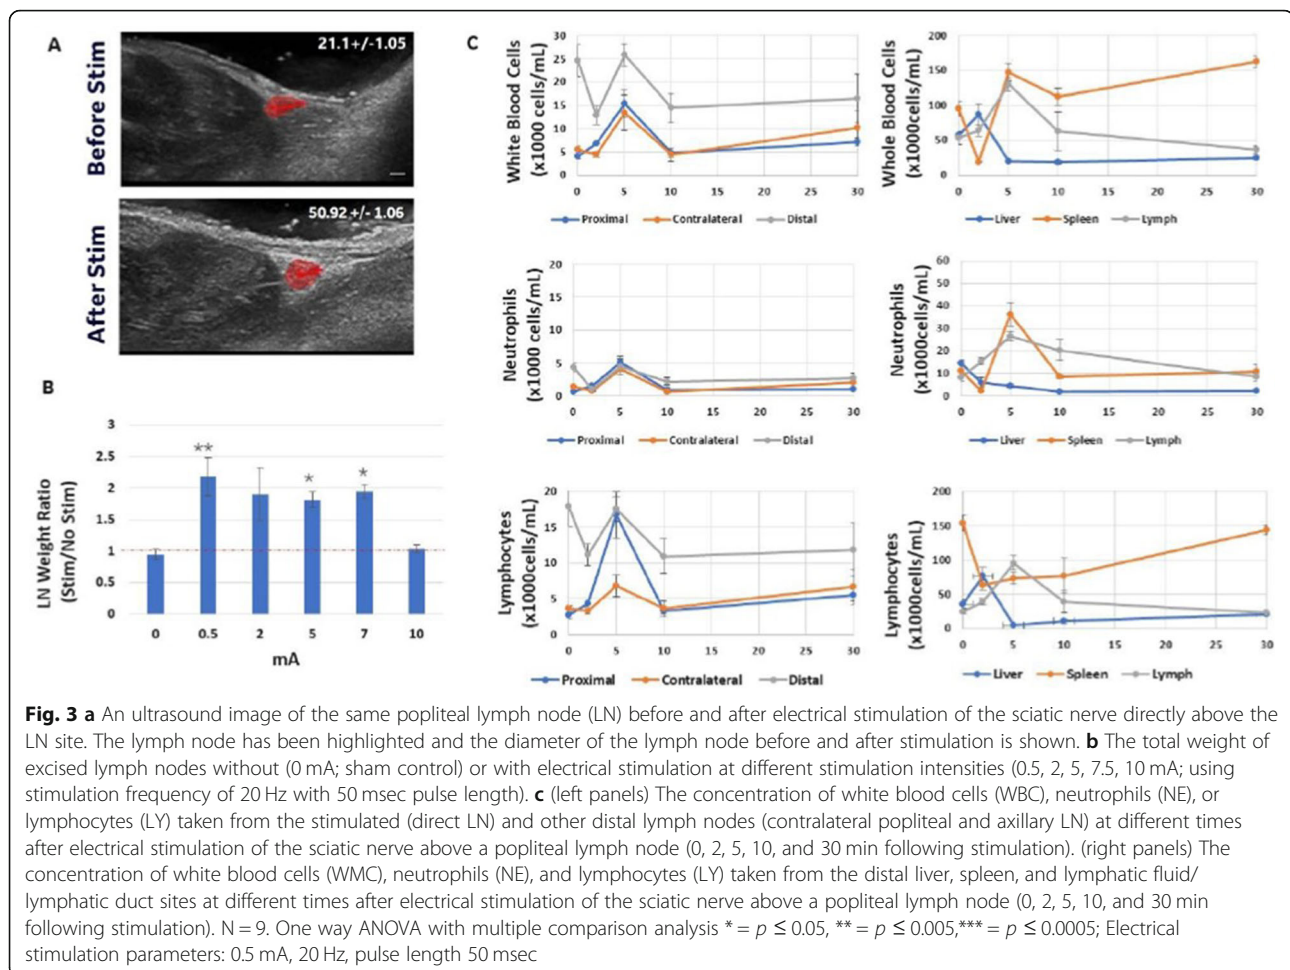 A
Before Stim
21.1+/-1.05
After Stim
50.92 +/- 1.06
B
LN Weight Ratio
(Stim/No Stim)
3
2.5
2
1.5
1
0.5
0
**
*
*
0 0.5 2 5 7 10
mA
C
White Blood Cells
(x1000 cells/mL)
30
25
20
15
10
5
0
0 5 10 15 20 25 30
Proximal Contralateral Distal
Whole Blood Cells
(x1000cells/mL)
200
150
100
50
0
0 5 10 15 20 25 30
Liver Spleen Lymph
Neutrophils
(x1000 cells/mL)
20
15
10
5
0
0 5 10 15 20 25 30
Proximal Contralateral Distal
Neutrophils
(x1000cells/mL)
60
50
40
30
20
10
0
0 5 10 15 20 25 30
Liver Spleen Lymph
Lymphocytes
(x1000cells/mL)
20
15
10
5
0
0 5 10 15 20 25 30
Proximal Contralateral Distal
Lymphocytes
(x1000cells/mL)
200
150
100
50
0
0 5 10 15 20 25 30
Liver Spleen Lymph
Fig. 3 a An ultrasound image of the same popliteal lymph node (LN) before and after electrical stimulation of the sciatic nerve directly above the
LN site. The lymph node has been highlighted and the diameter of the lymph node before and after stimulation is shown. b The total weight of
excised lymph nodes without (0 mA; sham control) or with electrical stimulation at different stimulation intensities (0.5, 2, 5, 7.5, 10 mA; using
stimulation frequency of 20 Hz with 50 msec pulse length). c (left panels) The concentration of white blood cells (WBC), neutrophils (NE), or
lymphocytes (LY) taken from the stimulated (direct LN) and other distal lymph nodes (contralateral popliteal and axillary LN) at different times
after electrical stimulation of the sciatic nerve above a popliteal lymph node (0, 2, 5, 10, and 30 min following stimulation). (right panels) The
concentration of white blood cells (WMC), neutrophils (NE), and lymphocytes (LY) taken from the distal liver, spleen, and lymphatic fluid/
lymphatic duct sites at different times after electrical stimulation of the sciatic nerve above a popliteal lymph node (0, 2, 5, 10, and 30 min
following stimulation). N = 9. One way ANOVA with multiple comparison analysis * = p ≤ 0.05, ** = p ≤ 0.005,*** = p ≤ 0.0005; Electrical
stimulation parameters: 0.5 mA, 20 Hz, pulse length 50 msec